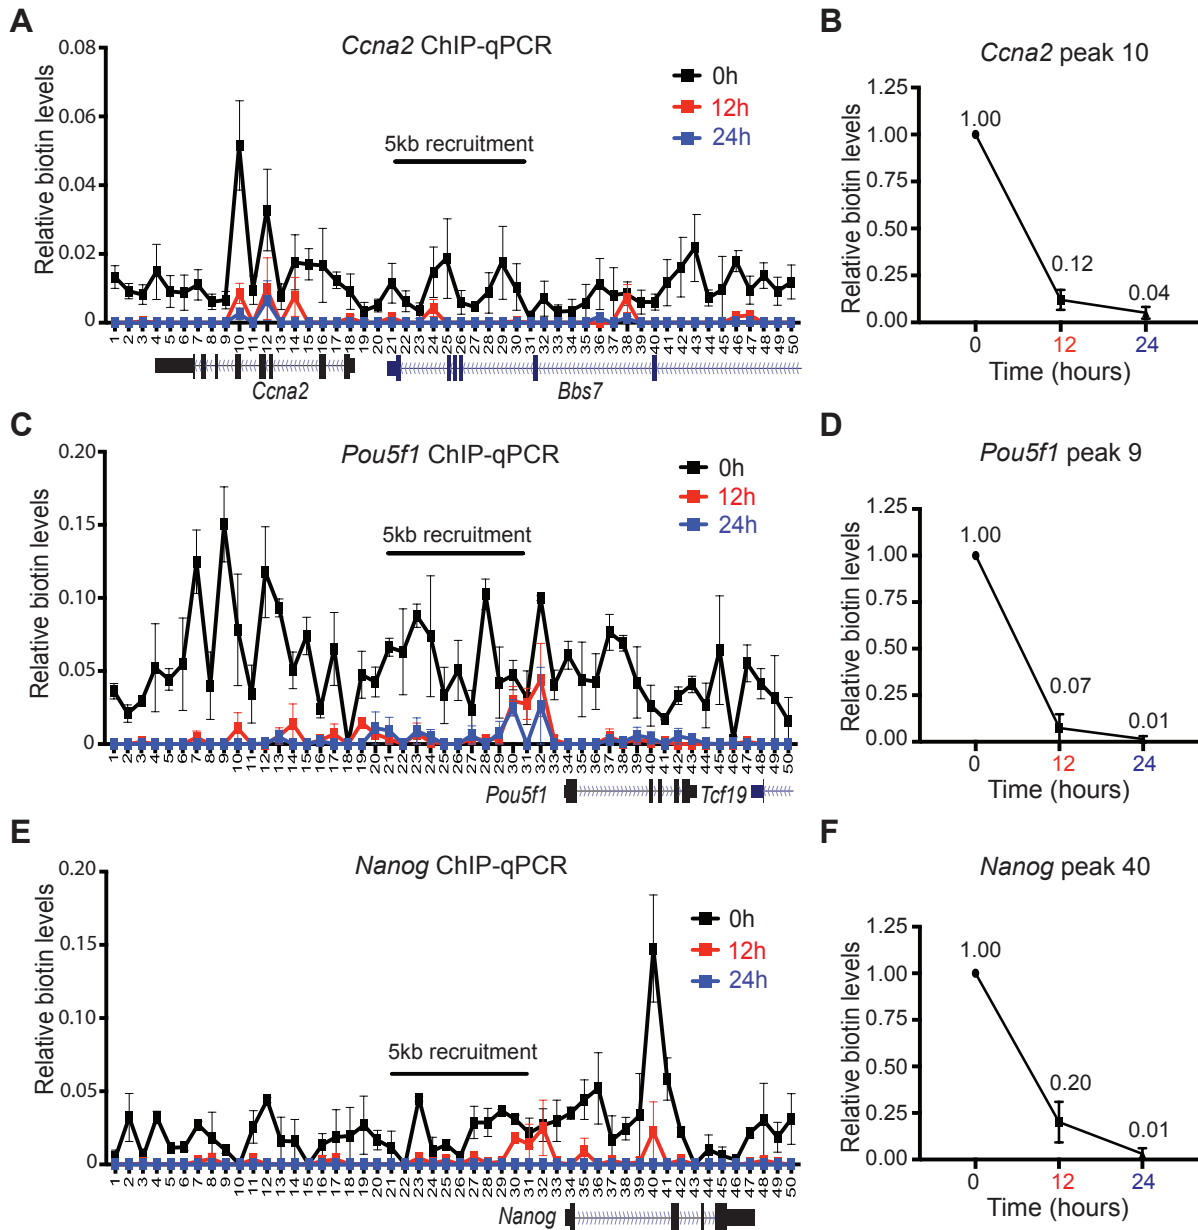 A
Ccna2 ChIP-qPCR
Relative biotin levels
0.08
0.06
0.04
0.02
0
0h
12h
24h
5kb recruitment
1 2 3 4 5 6 7 8 9 10 11 12 13 14 15 16 17 18 19 20 21 22 23 24 25 26 27 28 29 30 31 32 33 34 35 36 37 38 39 40 41 42 43 44 45 46 47 48 49 50
Ccna2
Bbs7
B
Ccna2 peak 10
Relative biotin levels
1.25
1.00
0.75
0.50
0.25
0.00
1.00
0.12
0.04
0 12 24
Time (hours)
C
Pou5f1 ChIP-qPCR
Relative biotin levels
0.20
0.15
0.10
0.05
0
0h
12h
24h
5kb recruitment
1 2 3 4 5 6 7 8 9 10 11 12 13 14 15 16 17 18 19 20 21 22 23 24 25 26 27 28 29 30 31 32 33 34 35 36 37 38 39 40 41 42 43 44 45 46 47 48 49 50
Pou5f1
Tcf19
D
Pou5f1 peak 9
Relative biotin levels
1.25
1.00
0.75
0.50
0.25
0.00
1.00
0.07
0.01
0 12 24
Time (hours)
E
Nanog ChIP-qPCR
Relative biotin levels
0.20
0.15
0.10
0.05
0
0h
12h
24h
5kb recruitment
1 2 3 4 5 6 7 8 9 10 11 12 13 14 15 16 17 18 19 20 21 22 23 24 25 26 27 28 29 30 31 32 33 34 35 36 37 38 39 40 41 42 43 44 45 46 47 48 49 50
Nanog
F
Nanog peak 40
Relative biotin levels
1.25
1.00
0.75
0.50
0.25
0.00
1.00
0.20
0.01
0 12 24
Time (hours)